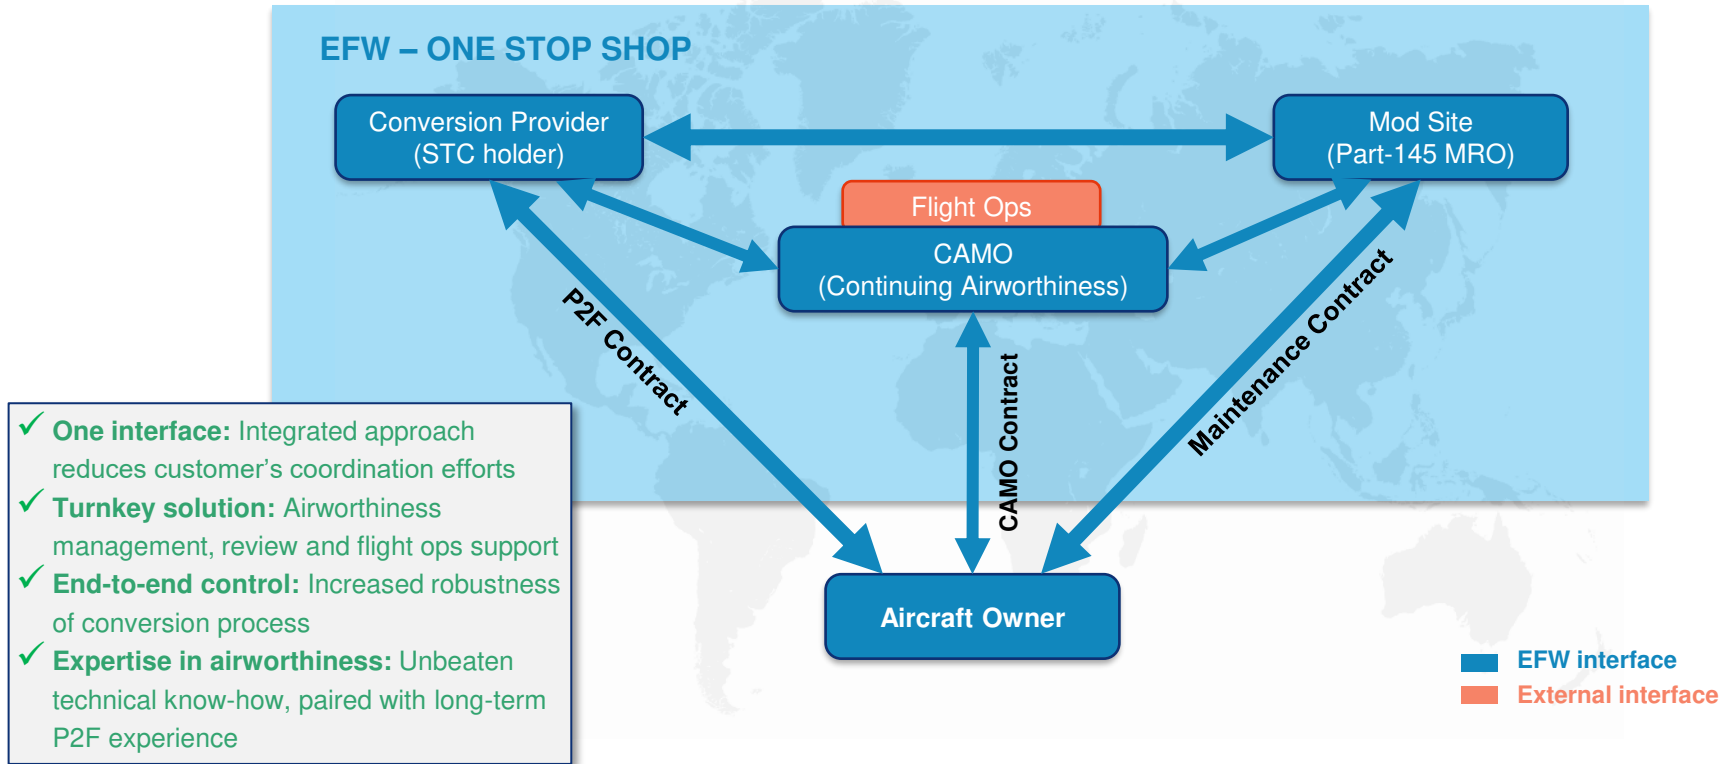 EFW – ONE STOP SHOP
Conversion Provider
(STC holder)
Mod Site
(Part-145 MRO)
Flight Ops
CAMO
(Continuing Airworthiness)
P2F Contract
CAMO Contract
Maintenance Contract
✓ One interface: Integrated approach
reduces customer’s coordination efforts
✓ Turnkey solution: Airworthiness
management, review and flight ops support
✓ End-to-end control: Increased robustness
of conversion process
✓ Expertise in airworthiness: Unbeaten
technical know-how, paired with long-term
P2F experience
Aircraft Owner
EFW interface
External interface